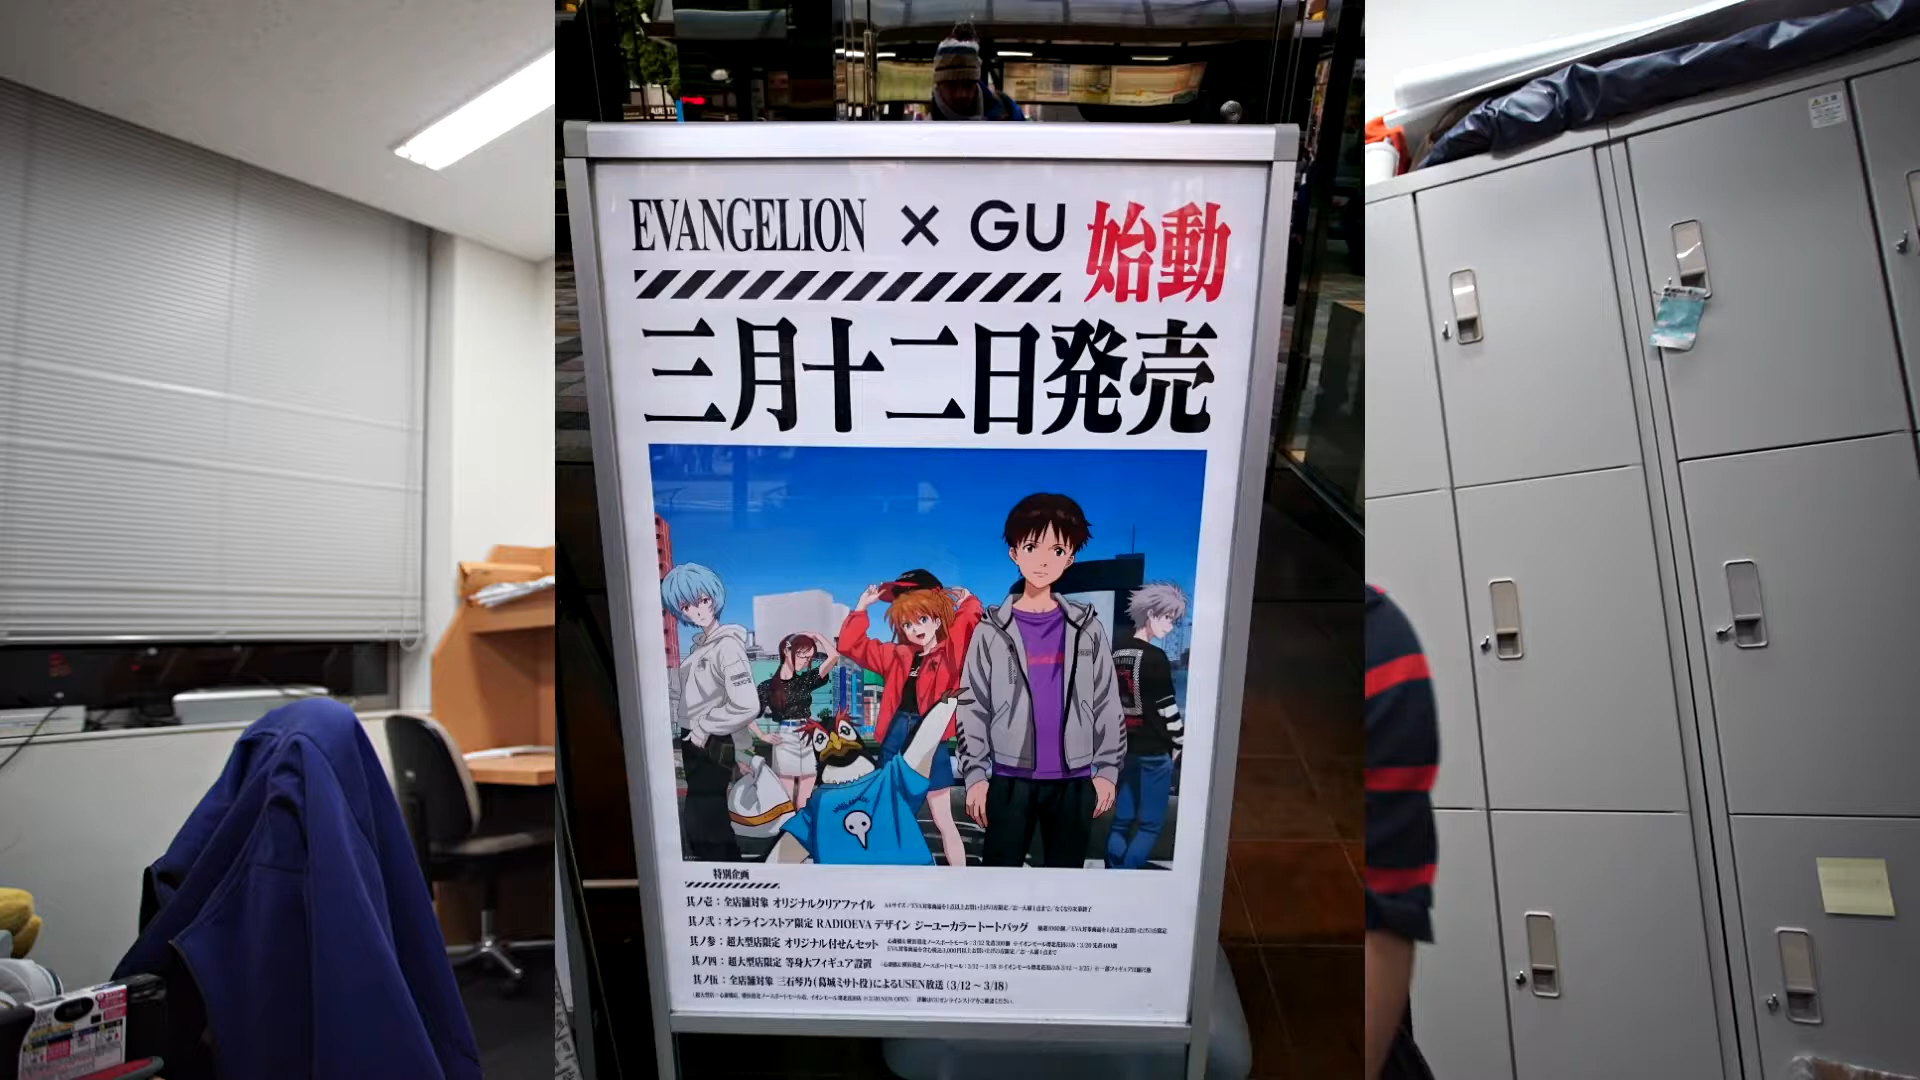 EVANGELION × GU 始動
三月十二日発売
特別企画
其ノ壱：全店舗対象 オリジナルクリアファイル
其ノ弐：オンラインストア限定 RADIOEVA デザイン ジーユーカラートートバッグ
其ノ参：超大型店限定 オリジナル付せんセット
其ノ四：超大型店限定 等身大フィギュア設置
其ノ伍：全店舗対象 三石琴乃(葛城ミサト役)によるUSEN放送 (3/12 ～ 3/18)